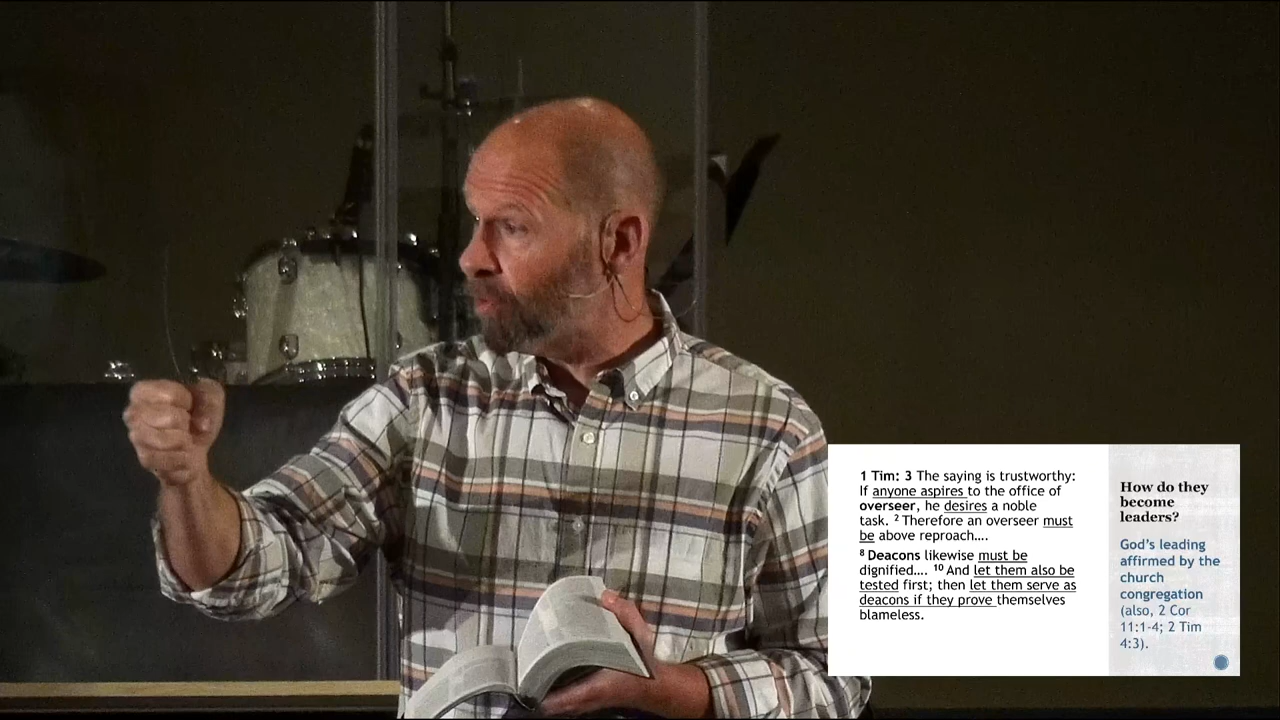 1 Tim: 3 The saying is trustworthy:
If anyone aspires to the office of
overseer, he desires a noble
task. 2 Therefore an overseer must
be above reproach....
8 Deacons likewise must be
dignified.... 10 And let them also be
tested first; then let them serve as
deacons if they prove themselves
blameless.
How do they
become
leaders?
God's leading
affirmed by the
church
congregation
(also, 2 Cor
11:1-4; 2 Tim
4:3).